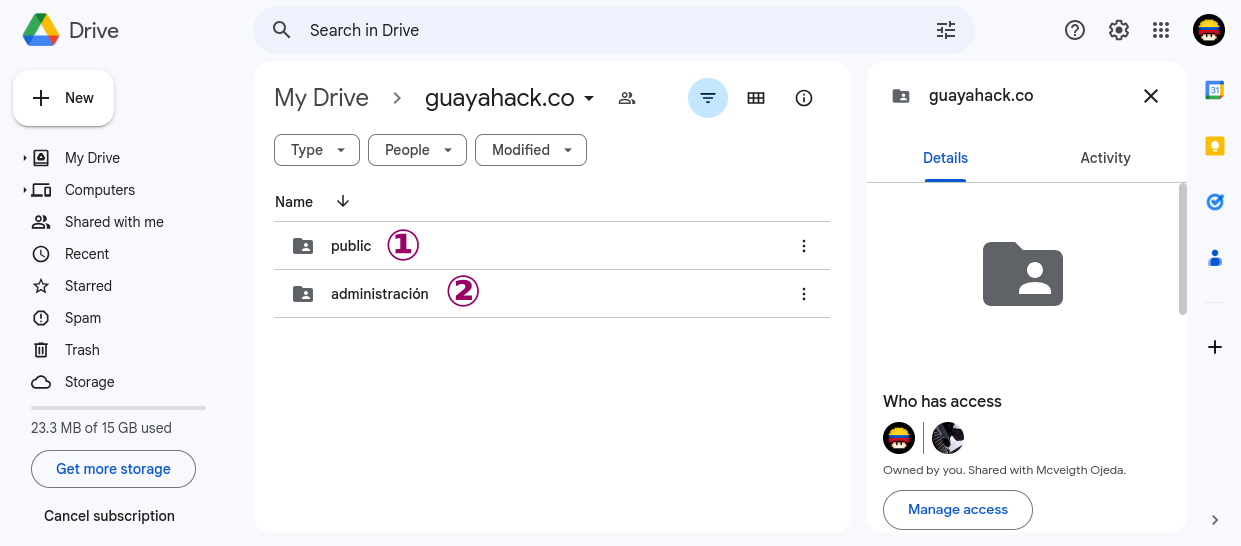 Drive
Search in Drive
New
My Drive
Computers
Shared with me
Recent
Starred
Spam
Trash
Storage
23.3 MB of 15 GB used
Get more storage
Cancel subscription
My Drive > guayahack.co
Type People Modified
Name
public ①
administración ②
guayahack.co
Details Activity
Who has access
Owned by you. Shared with Mcveigth Ojeda.
Manage access
31